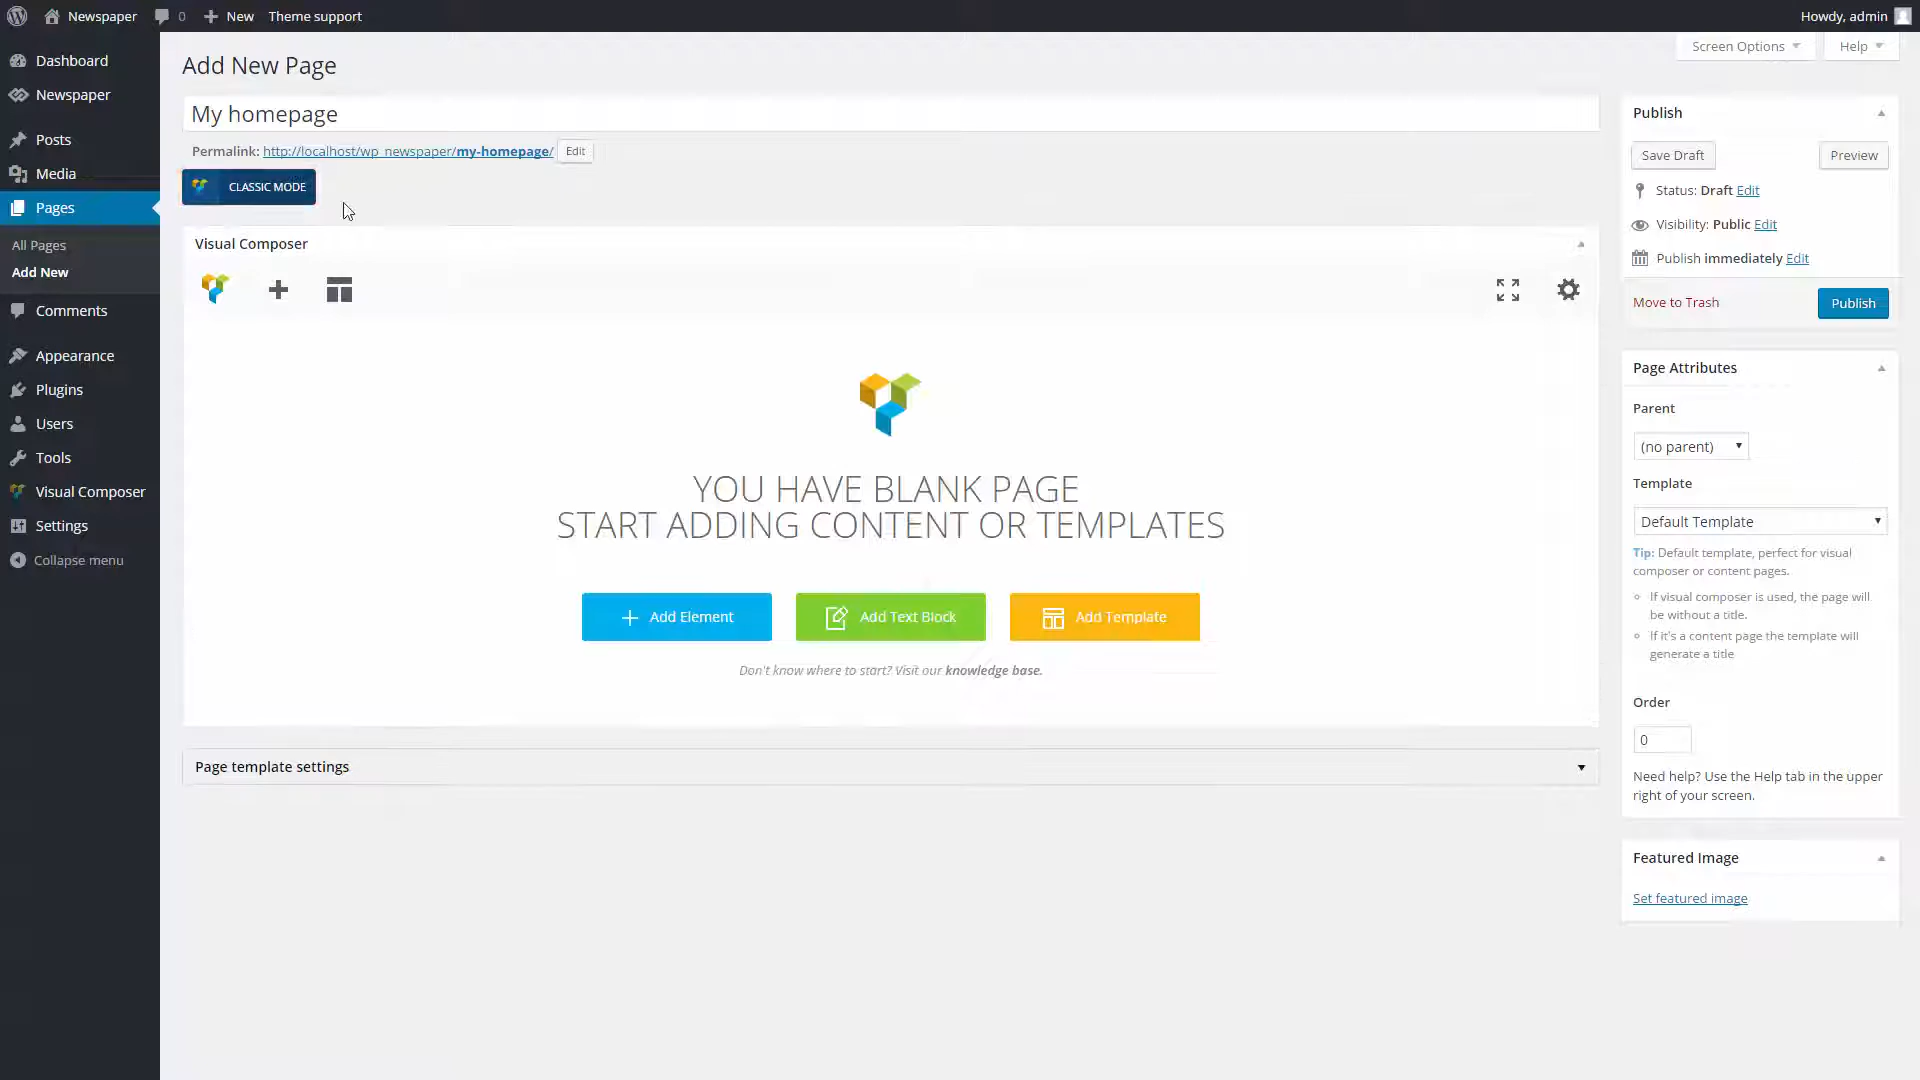 Newspaper
0
New
Theme support
Howdy, admin
Dashboard
Newspaper
Posts
Media
Pages
All Pages
Add New
Comments
Appearance
Plugins
Users
Tools
Visual Composer
Settings
Collapse menu
Screen Options
Help
Add New Page
My homepage
Permalink: http://localhost/wp_newspaper/my-homepage/ Edit
CLASSIC MODE
Visual Composer
YOU HAVE BLANK PAGE
START ADDING CONTENT OR TEMPLATES
Add Element
Add Text Block
Add Template
Don't know where to start? Visit our knowledge base.
Page template settings
Publish
Save Draft
Preview
Status: Draft Edit
Visibility: Public Edit
Publish immediately Edit
Move to Trash
Publish
Page Attributes
Parent
(no parent)
Template
Default Template
Tip: Default template, perfect for visual
composer or content pages.
If visual composer is used, the page will
be without a title.
If it's a content page the template will
generate a title
Order
0
Need help? Use the Help tab in the upper
right of your screen.
Featured Image
Set featured image